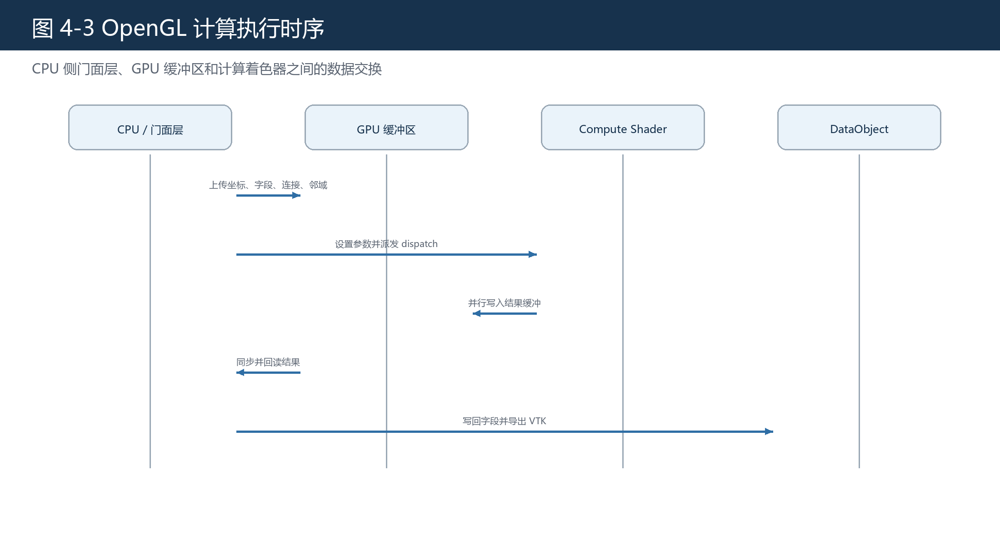 图 4-3 OpenGL 计算执行时序
CPU 侧门面层、GPU 缓冲区和计算着色器之间的数据交换
CPU / 门面层
GPU 缓冲区
Compute Shader
DataObject
上传坐标、字段、连接、邻域
设置参数并派发 dispatch
并行写入结果缓冲
同步并回读结果
写回字段并导出 VTK